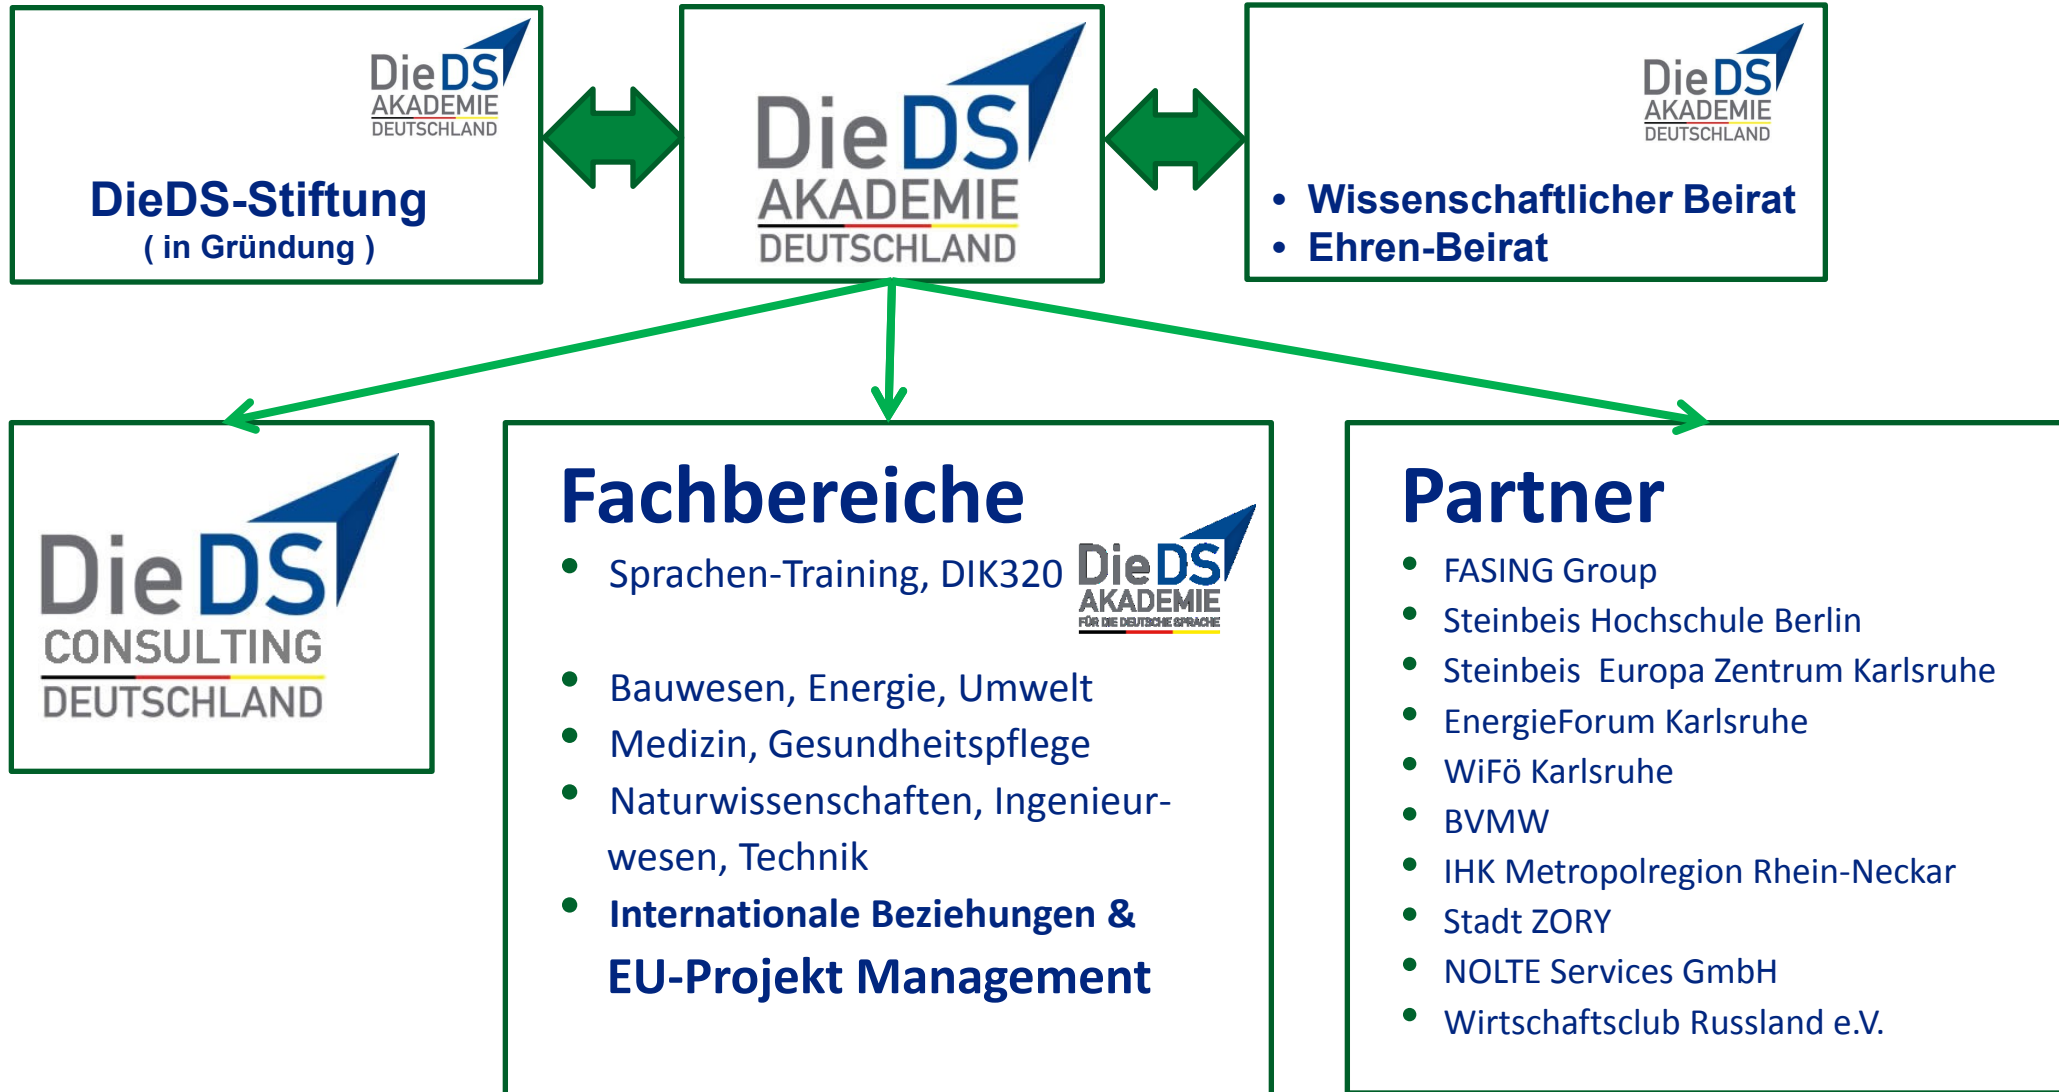 DieDS
AKADEMIE
DEUTSCHLAND
DieDS-Stiftung
( in Gründung )
DieDS
AKADEMIE
DEUTSCHLAND
DieDS
AKADEMIE
DEUTSCHLAND
• Wissenschaftlicher Beirat
• Ehren-Beirat
DieDS
CONSULTING
DEUTSCHLAND
Fachbereiche
• Sprachen-Training, DIK320
DieDS
AKADEMIE
FÜR DIE DEUTSCHE SPRACHE
• Bauwesen, Energie, Umwelt
• Medizin, Gesundheitspflege
• Naturwissenschaften, Ingenieur-
wesen, Technik
• Internationale Beziehungen &
EU-Projekt Management
Partner
• FASING Group
• Steinbeis Hochschule Berlin
• Steinbeis Europa Zentrum Karlsruhe
• EnergieForum Karlsruhe
• WiFö Karlsruhe
• BVMW
• IHK Metropolregion Rhein-Neckar
• Stadt ZORY
• NOLTE Services GmbH
• Wirtschaftsclub Russland e.V.